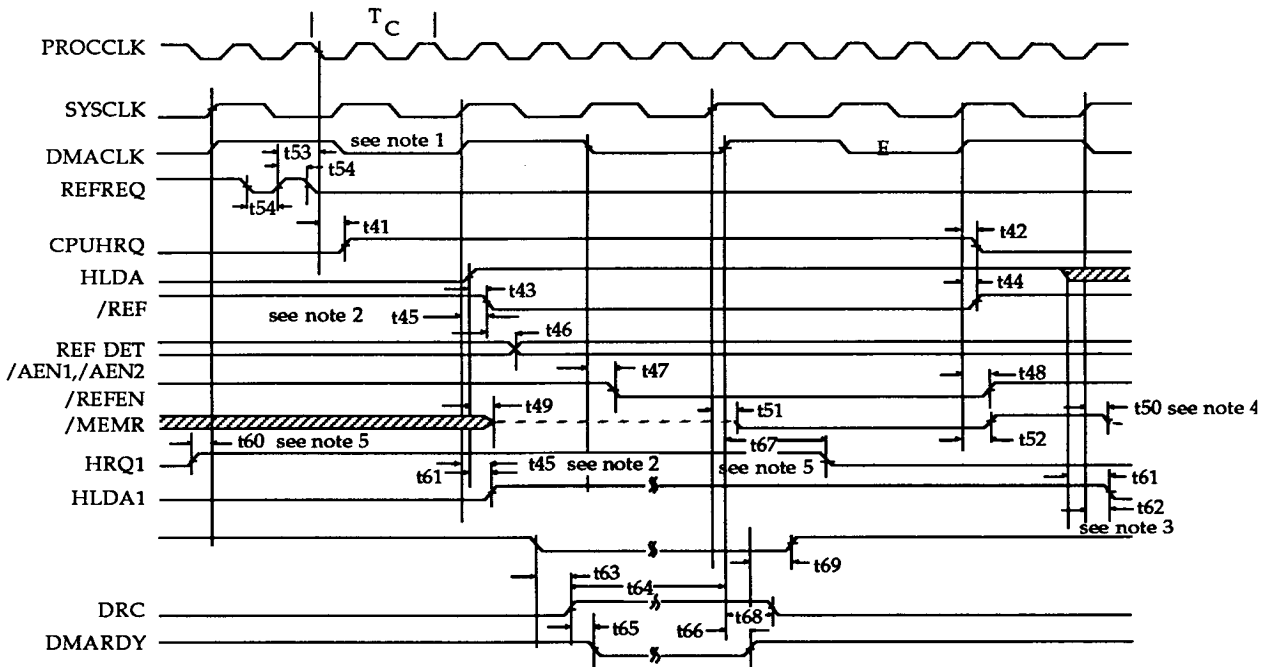 T C
PROCCLK
SYSCLK
see note 1
DMACLK
E
t53
t54
REFREQ
t54
t41
t42
CPUHRQ
HLDA
t43
t44
/REF
see note 2
t45
t46
REF DET
/AEN1,/AEN2
t47
t48
/REFEN
t49
t51
t50 see note 4
/MEMR
t52
t60 see note 5
t67
HRQ1
t45 see note 2
see note 5
t61
t61
HLDA1
t62
see note 3
t69
t63
t64
DRC
t68
t65
t66
DMARDY